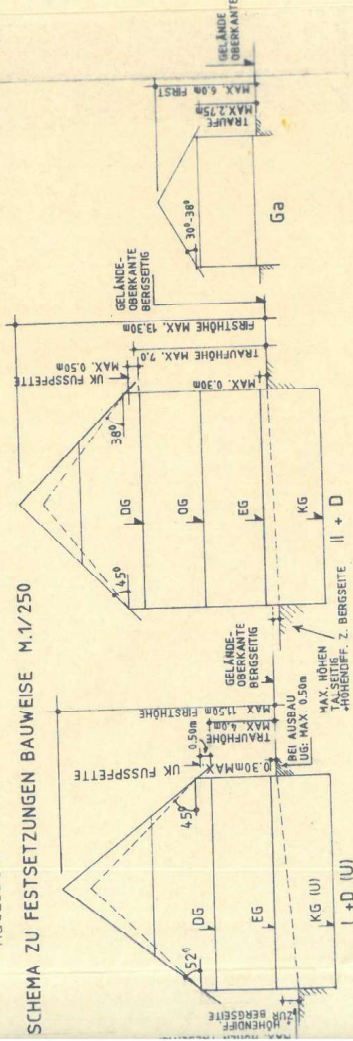 SCHEMA ZU FESTSETZUNGEN BAUWEISE M.1/250
52°
45°
DG
EG
KG (U)
I +D (U)
HÖHENDIFF.
ZUR BERGSEITE
UK FUSSPFETTE
0,50m
0.30m MAX
TRAUFHÖHE
MAX. 4.0m
MAX. 11.50m FIRSTHÖHE
BEI AUSBAU
UG: MAX 0.50m
GELÄNDE-
OBERKANTE
BERGSEITIG
MAX. HÖHEN
TALSEITIG
+HÖHENDIFF. Z. BERGSEITE
45°
38°
DG
OG
EG
KG
II + D
UK FUSSPFETTE
MAX. 0.50m
MAX. 0.30m
TRAUFHÖHE MAX. 7.0
FIRSTHÖHE MAX. 13.30m
GELÄNDE-
OBERKANTE
BERGSEITIG
30°-38°
Ga
TRAUFE
MAX.2.75m
MAX. 6.0m FIRST
GELÄNDE
OBERKANTE